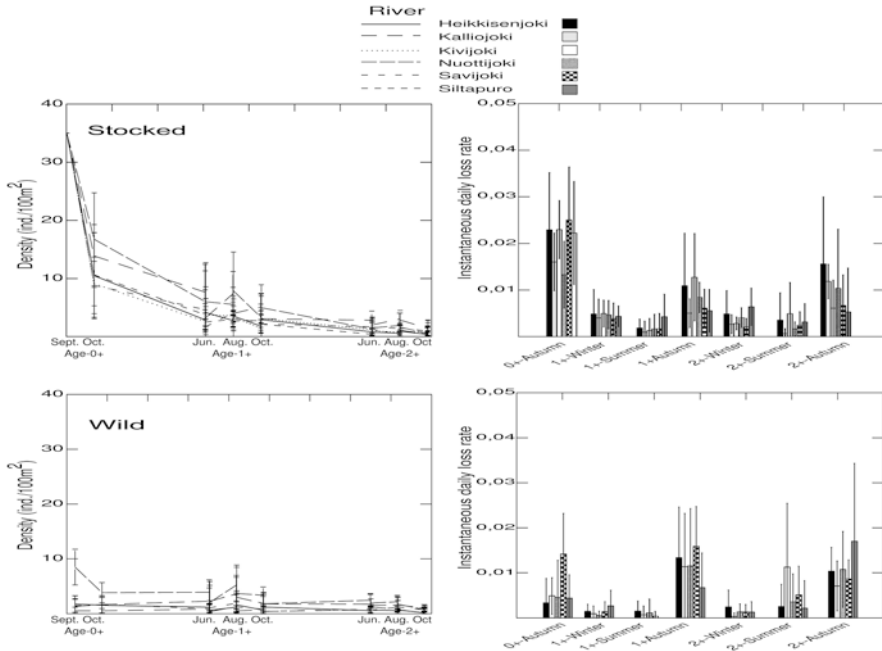 River
Heikkisenjoki
Kalliojoki
Kivijoki
Nuottijoki
Savijoki
Siltapuro
Stocked
Density (ind./100m²)
40
30
20
10
Sept. Oct. Jun. Aug. Oct. Jun. Aug. Oct
Age-0+ Age-1+ Age-2+
Instantaneous daily loss rate
0,05
0,04
0,03
0,02
0,01
0+-Autumn 1+-Winter 1+-Summer 1+Autumn 2+-Winter 2+-Summer 2+-Autumn
Wild
Density (ind./100m²)
40
30
20
10
Sept. Oct. Jun. Aug. Oct. Jun. Aug. Oct.
Age-0+ Age-1+ Age-2+
Instantaneous daily loss rate
0,05
0,04
0,03
0,02
0,01
0+-Autumn 1+-Winter 1+-Summer 1+Autumn 2+-Winter 2+-Summer 2+-Autumn